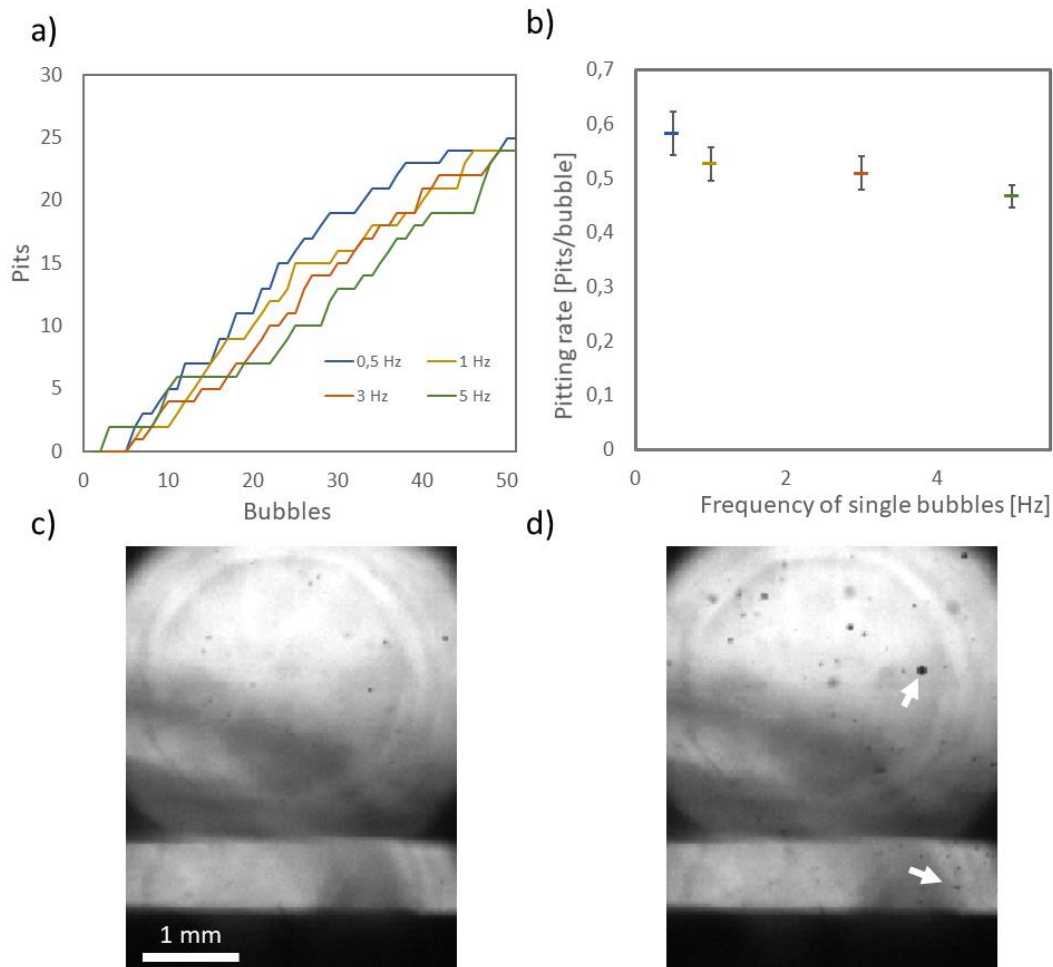 a)
30
25
20
15
10
5
0
Pits
0 10 20 30 40 50
Bubbles
0,5 Hz 1 Hz
3 Hz 5 Hz
b)
0,7
0,6
0,5
0,4
0,3
0,2
0,1
0
Pitting rate [Pits/bubble]
0 2 4
Frequency of single bubbles [Hz]
c)
1 mm
d)